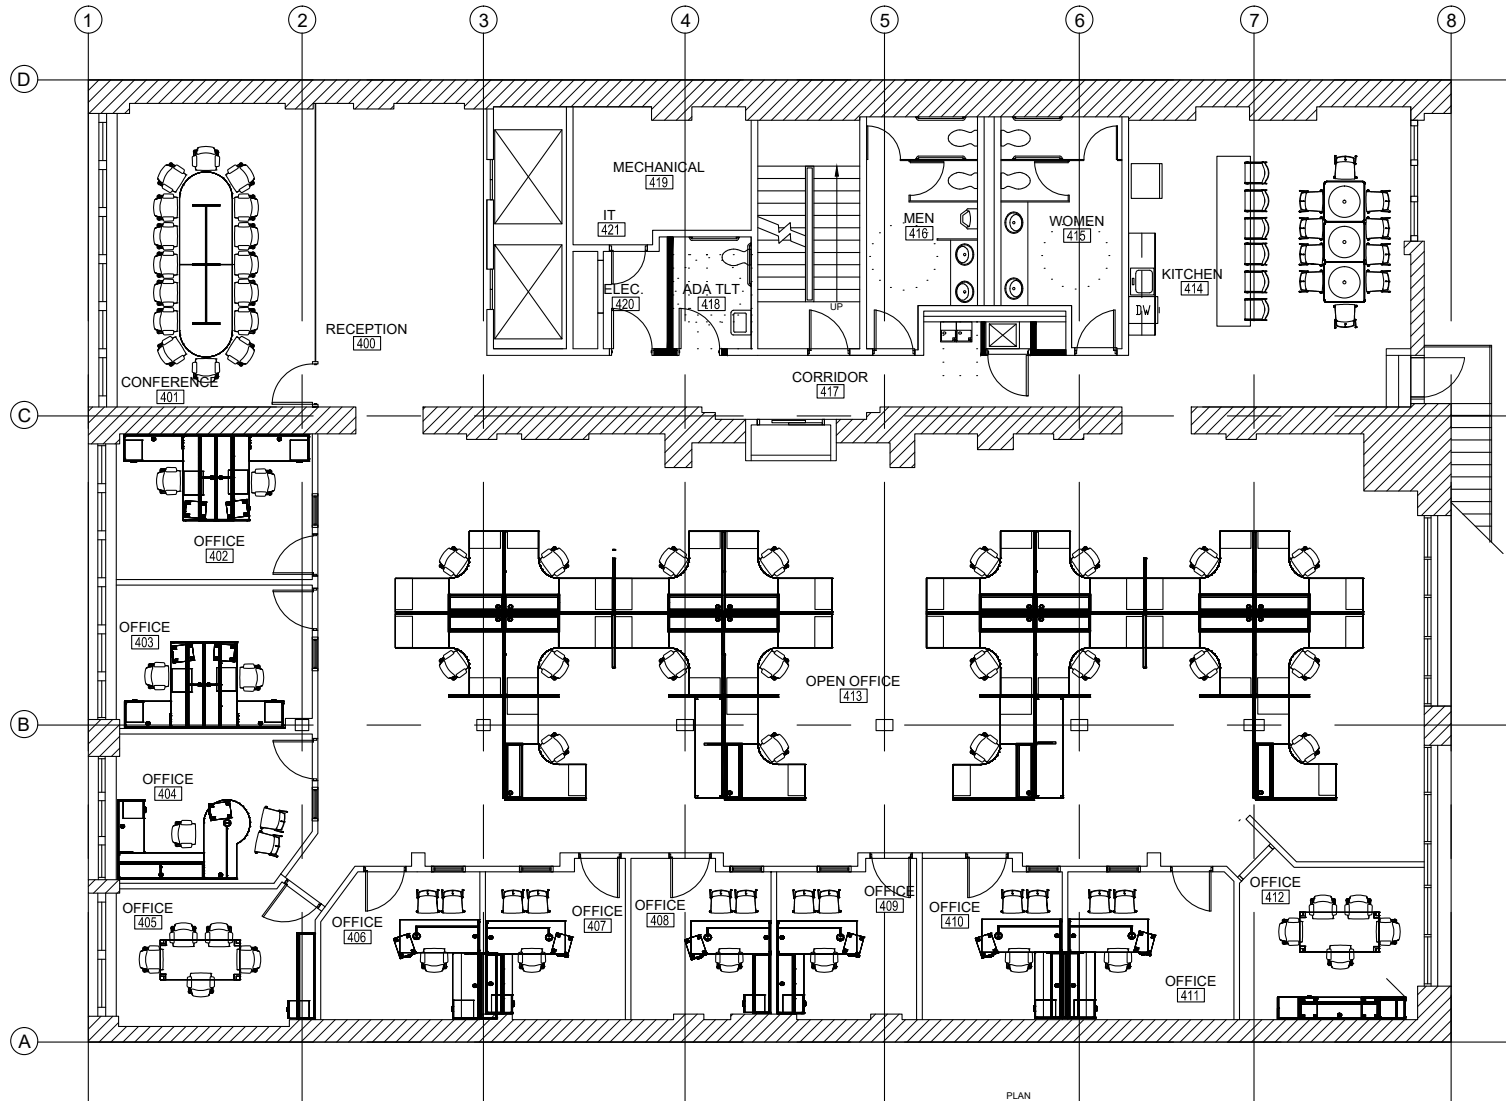 1 2 3 4 5 6 7 8
D
MECHANICAL
419
IT
421
MEN
416
WOMEN
415
KITCHEN
414
ELEC.
420
ADA TLT
418
UP
DW
RECEPTION
400
CONFERENCE
401
CORRIDOR
417
C
OFFICE
402
OFFICE
403
OPEN OFFICE
413
B
OFFICE
404
OFFICE
405
OFFICE
406
OFFICE
407
OFFICE
408
OFFICE
409
OFFICE
410
OFFICE
411
OFFICE
412
A
PLAN